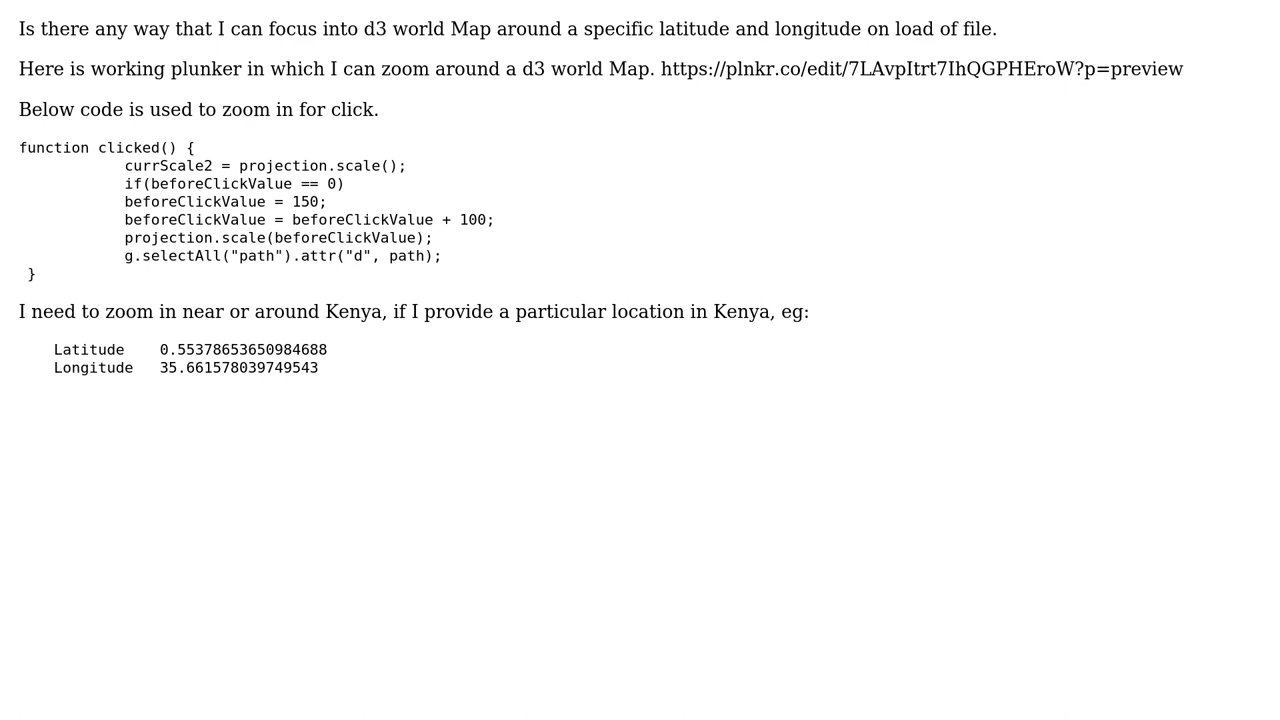 Is there any way that I can focus into d3 world Map around a specific latitude and longitude on load of file.
Here is working plunker in which I can zoom around a d3 world Map. https://plnkr.co/edit/7LAvpItrt7IhQGPHEroW?p=preview
Below code is used to zoom in for click.
function clicked() {
            currScale2 = projection.scale();
            if(beforeClickValue == 0)
            beforeClickValue = 150;
            beforeClickValue = beforeClickValue + 100;
            projection.scale(beforeClickValue);
            g.selectAll("path").attr("d", path);
 }
I need to zoom in near or around Kenya, if I provide a particular location in Kenya, eg:
    Latitude    0.55378653650984688
    Longitude   35.661578039749543